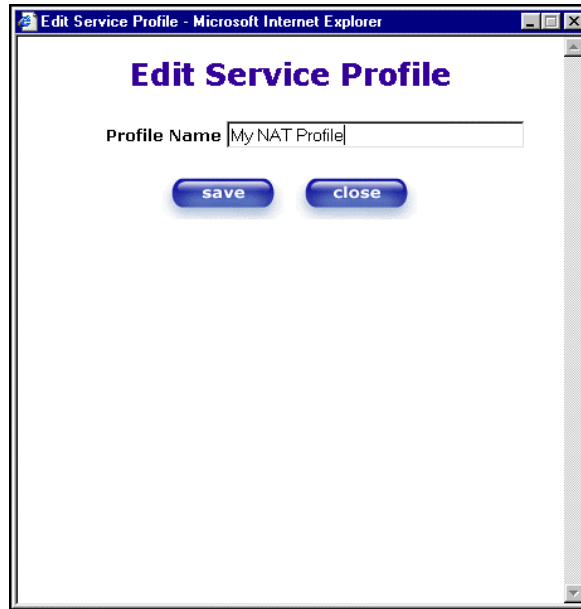 Edit Service Profile - Microsoft Internet Explorer
Edit Service Profile
Profile Name My NAT Profile
save close